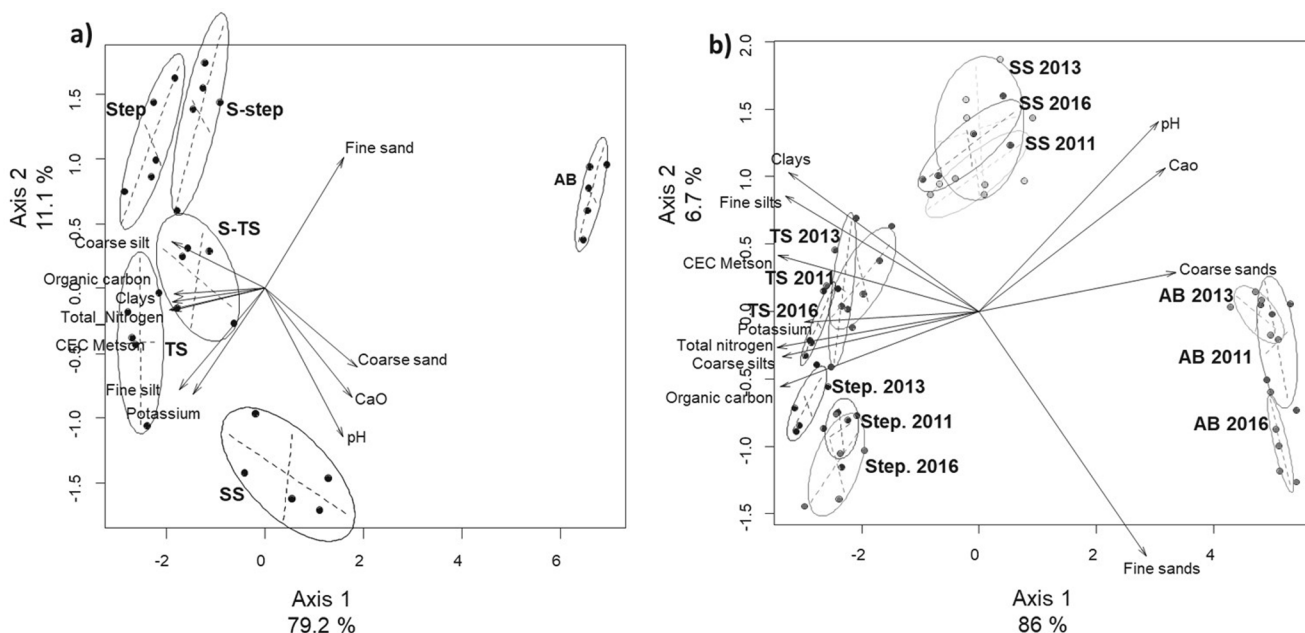 a)
Axis 2
11.1 %
1.5
1.0
0.5
0.0
-0.5
-1.0
-1.5
Step
S-step
Fine sand
AB
S-TS
Coarse silt
Organic carbon
Clays
Total_Nitrogen
CEC Metson
TS
Coarse sand
Fine silt
CaO
Potassium
pH
SS
-2
0
2
4
6
Axis 1
79.2 %
b)
Axis 2
6.7 %
2.0
1.5
1.0
0.5
0.0
-0.5
-1.0
-1.5
SS 2013
SS 2016
pH
SS 2011
Clays
Cao
Fine silts
TS 2013
CEC Metson
Coarse sands
TS 2011
AB 2013
TS 2016
Potassium
Total nitrogen
AB 2011
Coarse silts
Organic carbon
Step. 2013
Step. 2011
AB 2016
Step. 2016
Fine sands
-2
0
2
4
Axis 1
86 %